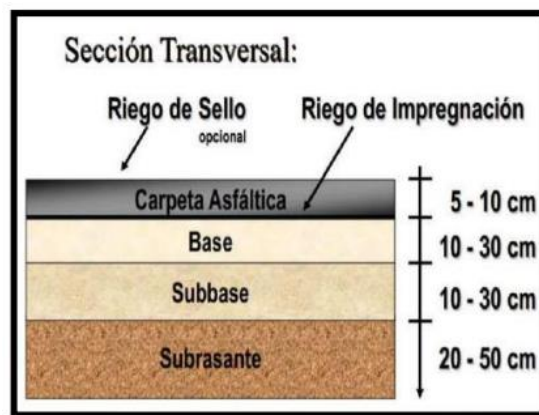 Sección Transversal:
Riego de Sello
opcional
Riego de Impregnación
Carpeta Asfáltica
5 - 10 cm
Base
10 - 30 cm
Subbase
10 - 30 cm
Subrasante
20 - 50 cm